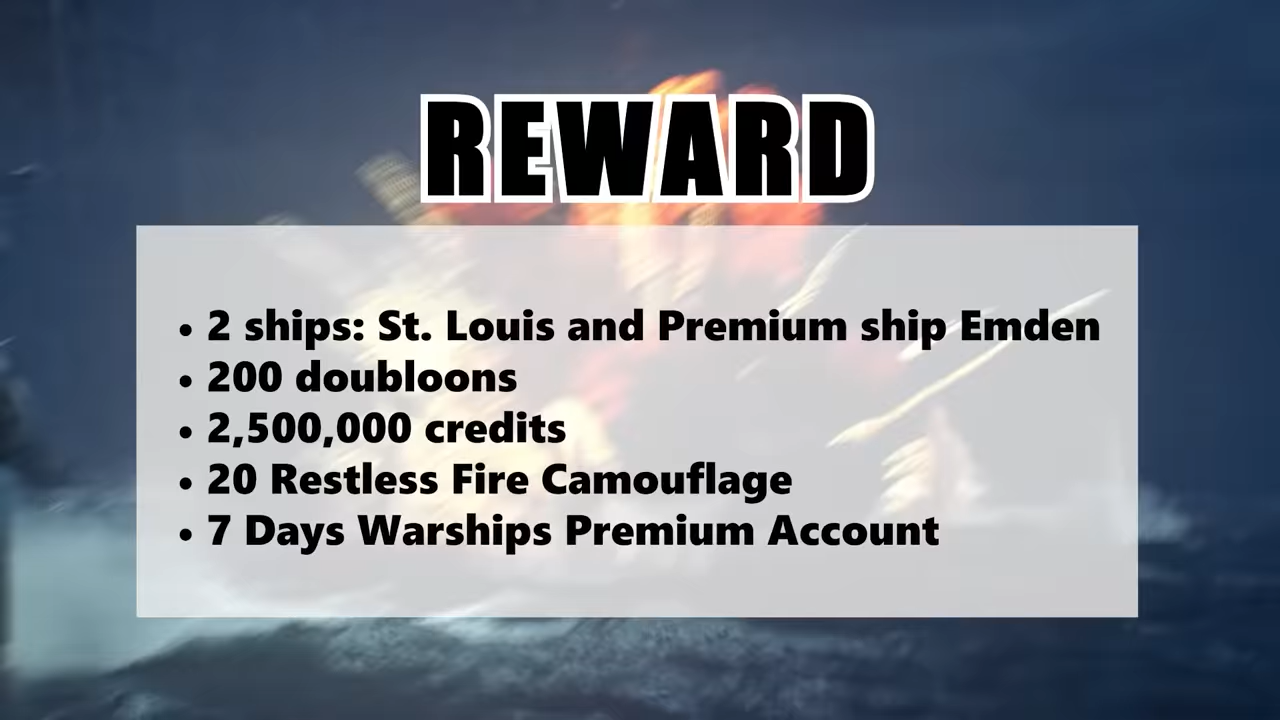 REWARD
• 2 ships: St. Louis and Premium ship Emden
• 200 doubloons
• 2,500,000 credits
• 20 Restless Fire Camouflage
• 7 Days Warships Premium Account